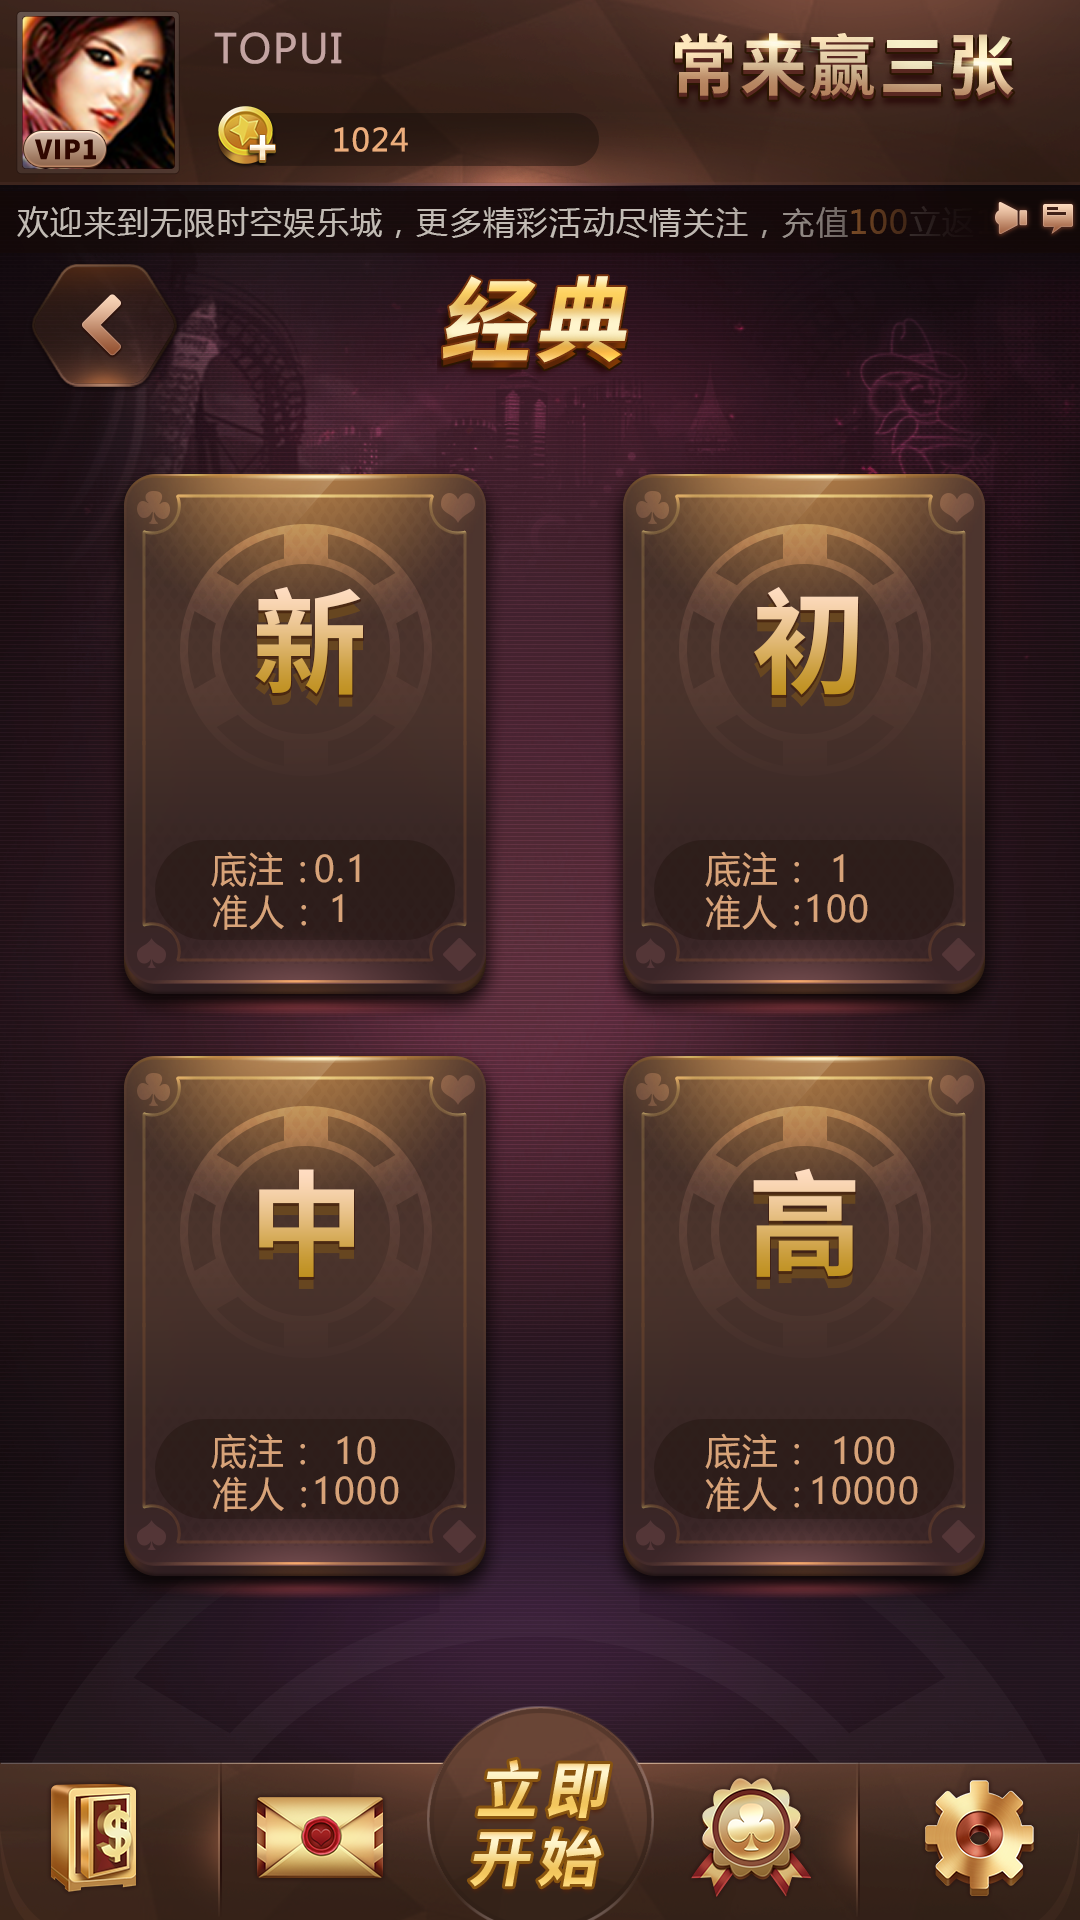 TOPUI
常来赢三张
VIP1
1024
欢迎来到无限时空娱乐城，更多精彩活动尽情关注，充值100立返
经典
新
底注：0.1
准人：1
初
底注：1
准人：100
中
底注：10
准人：1000
高
底注：100
准人：10000
$
立即
开始